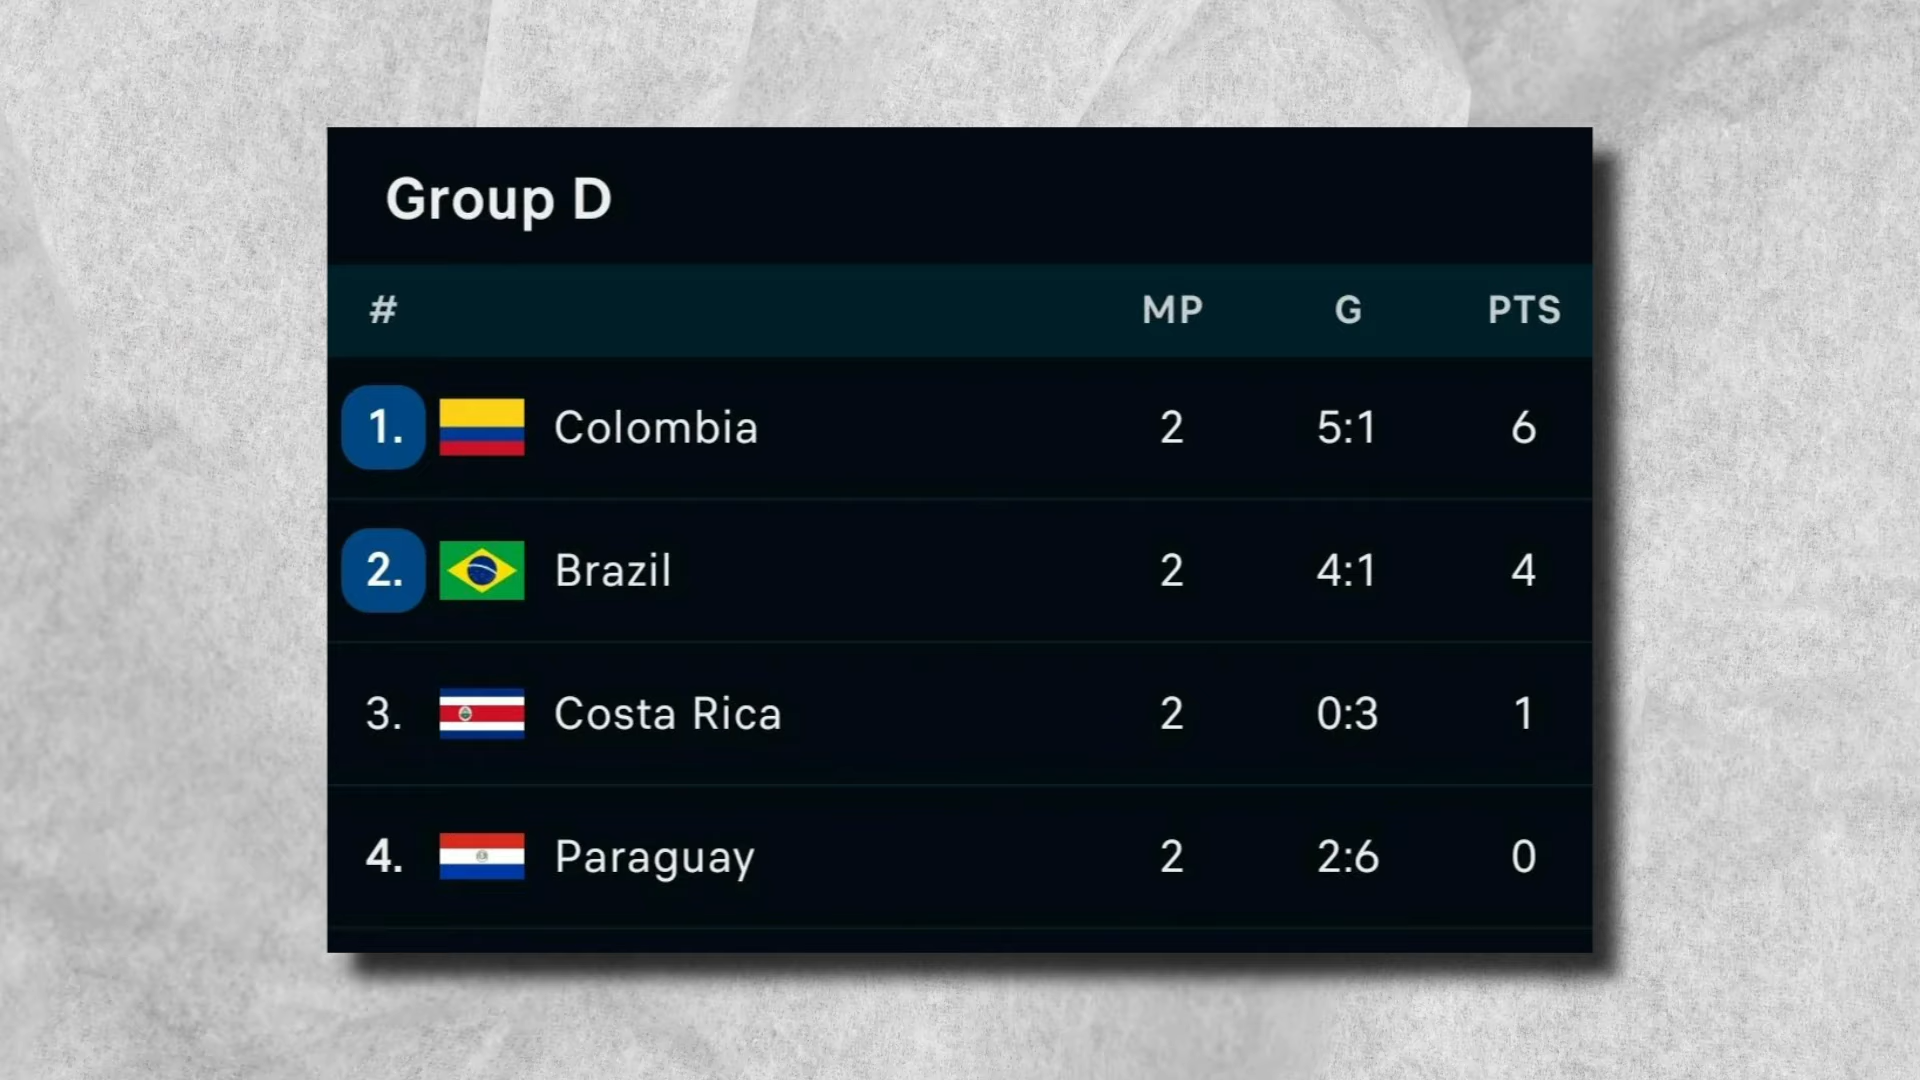 Group D
# MP G PTS
1. Colombia 2 5:1 6
2. Brazil 2 4:1 4
3. Costa Rica 2 0:3 1
4. Paraguay 2 2:6 0